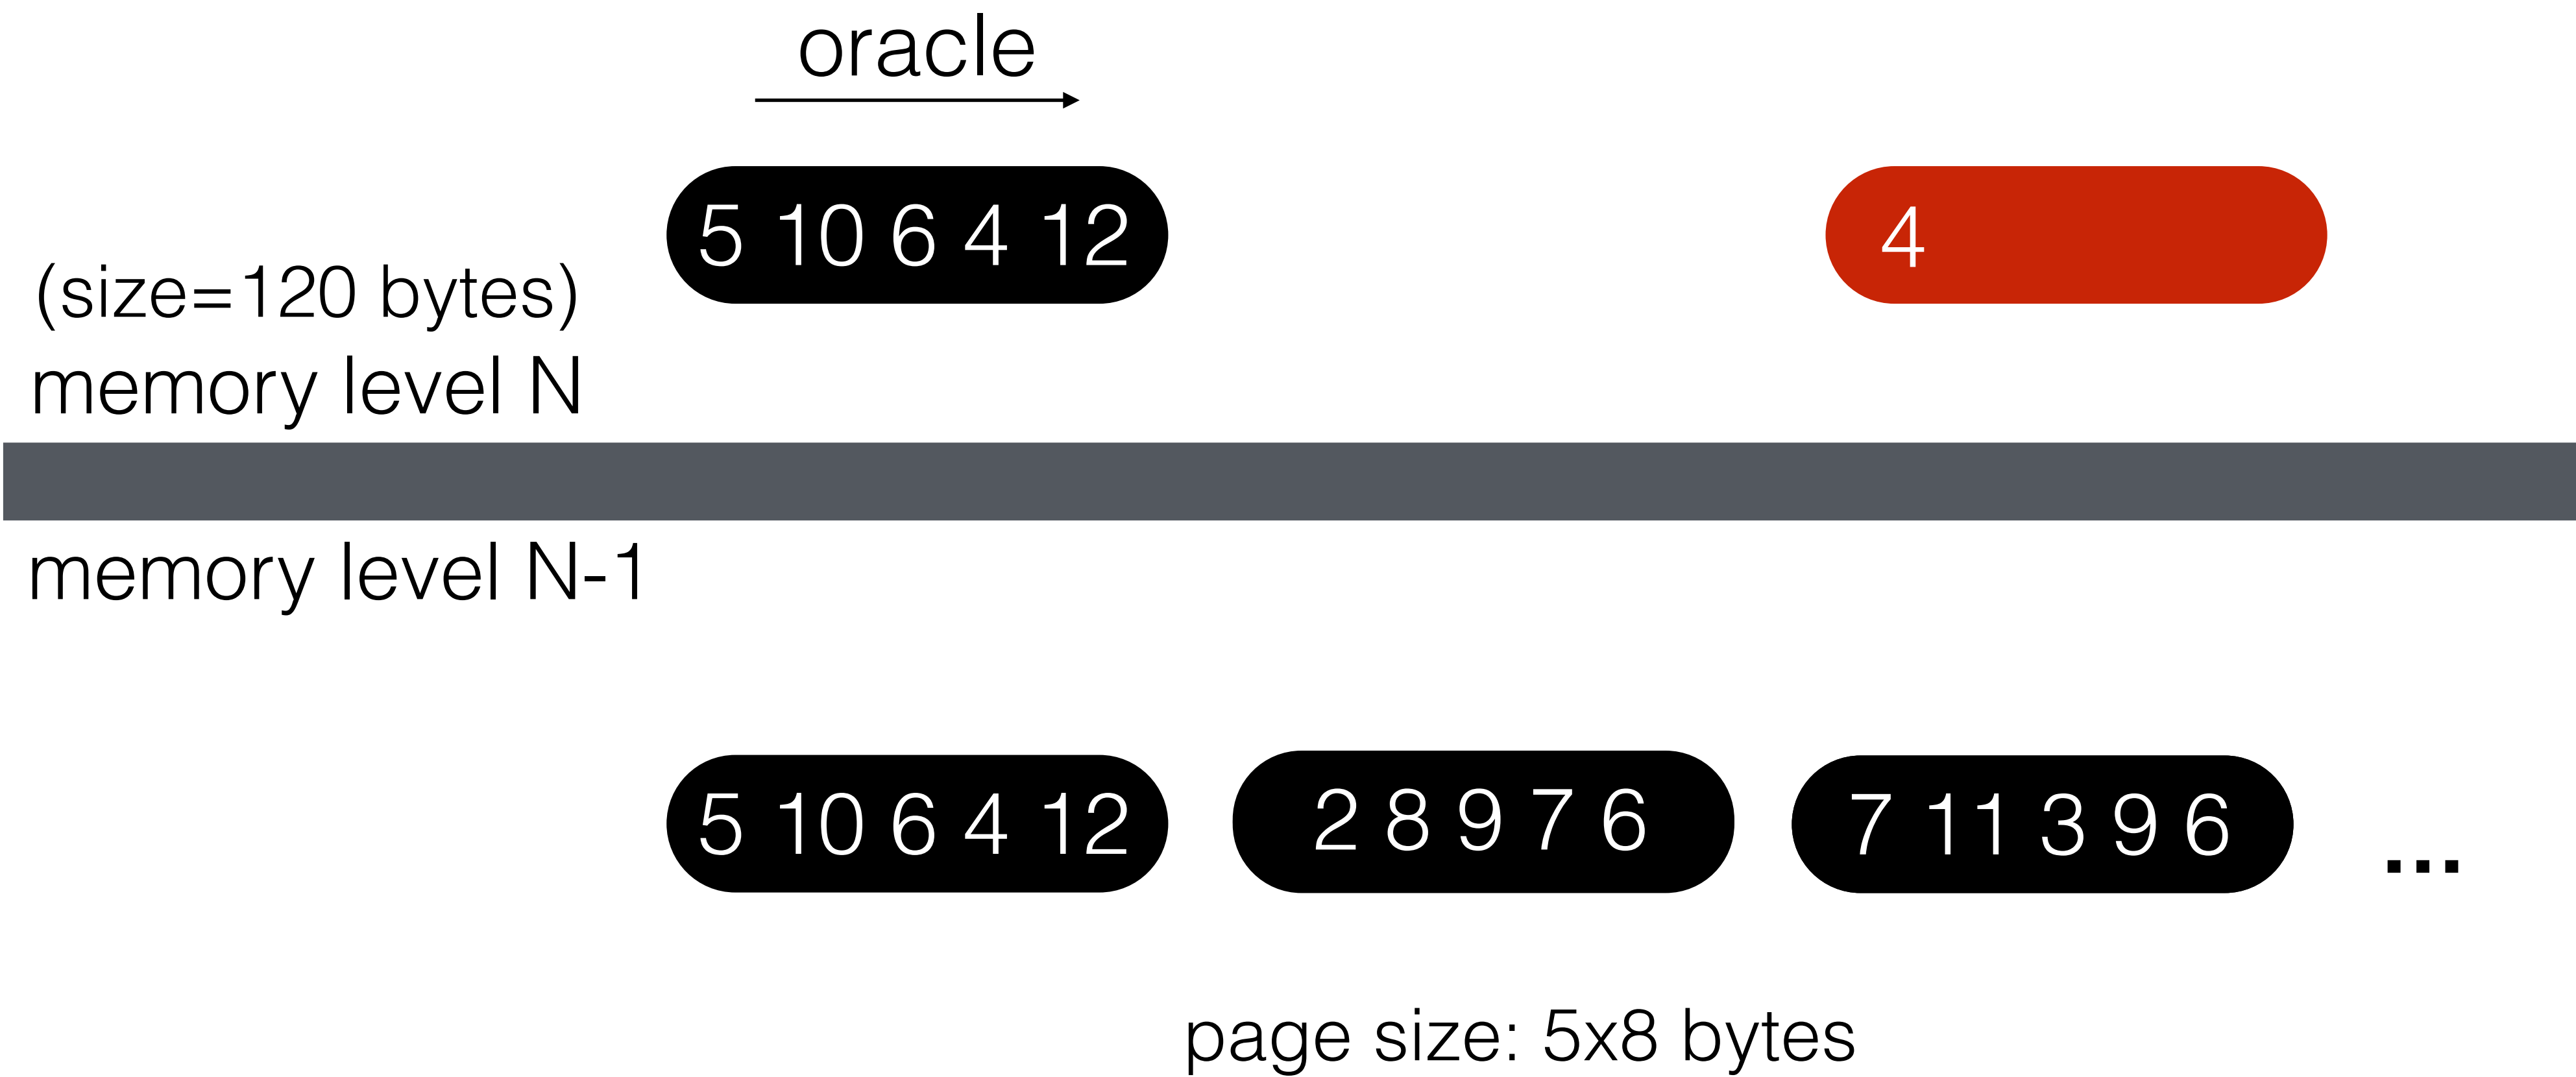 oracle
5 10 6 4 12
4
(size=120 bytes)
memory level N
memory level N-1
5 10 6 4 12
2 8 9 7 6
7 11 3 9 6
...
page size: 5x8 bytes